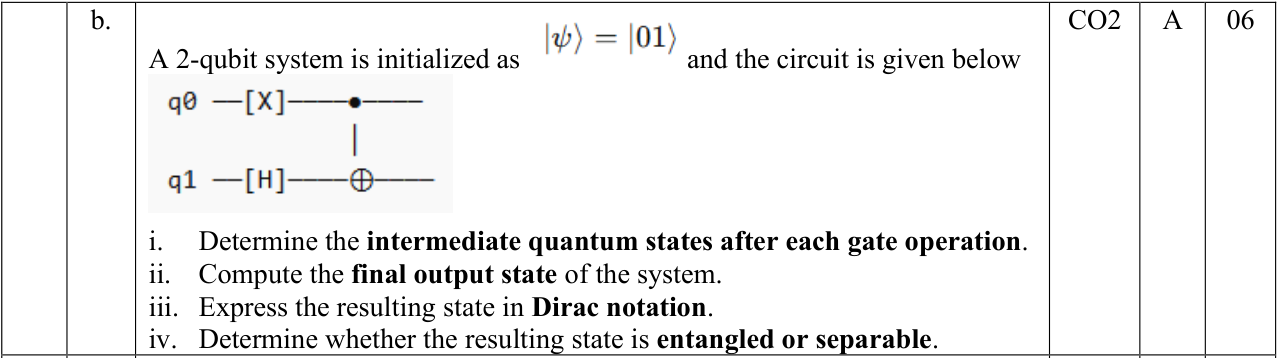 b.
|ψ⟩ = |01⟩
A 2-qubit system is initialized as and the circuit is given below
CO2 A 06
q0 —[X]———•———
|
q1 —[H]———⊕———
i. Determine the intermediate quantum states after each gate operation.
ii. Compute the final output state of the system.
iii. Express the resulting state in Dirac notation.
iv. Determine whether the resulting state is entangled or separable.